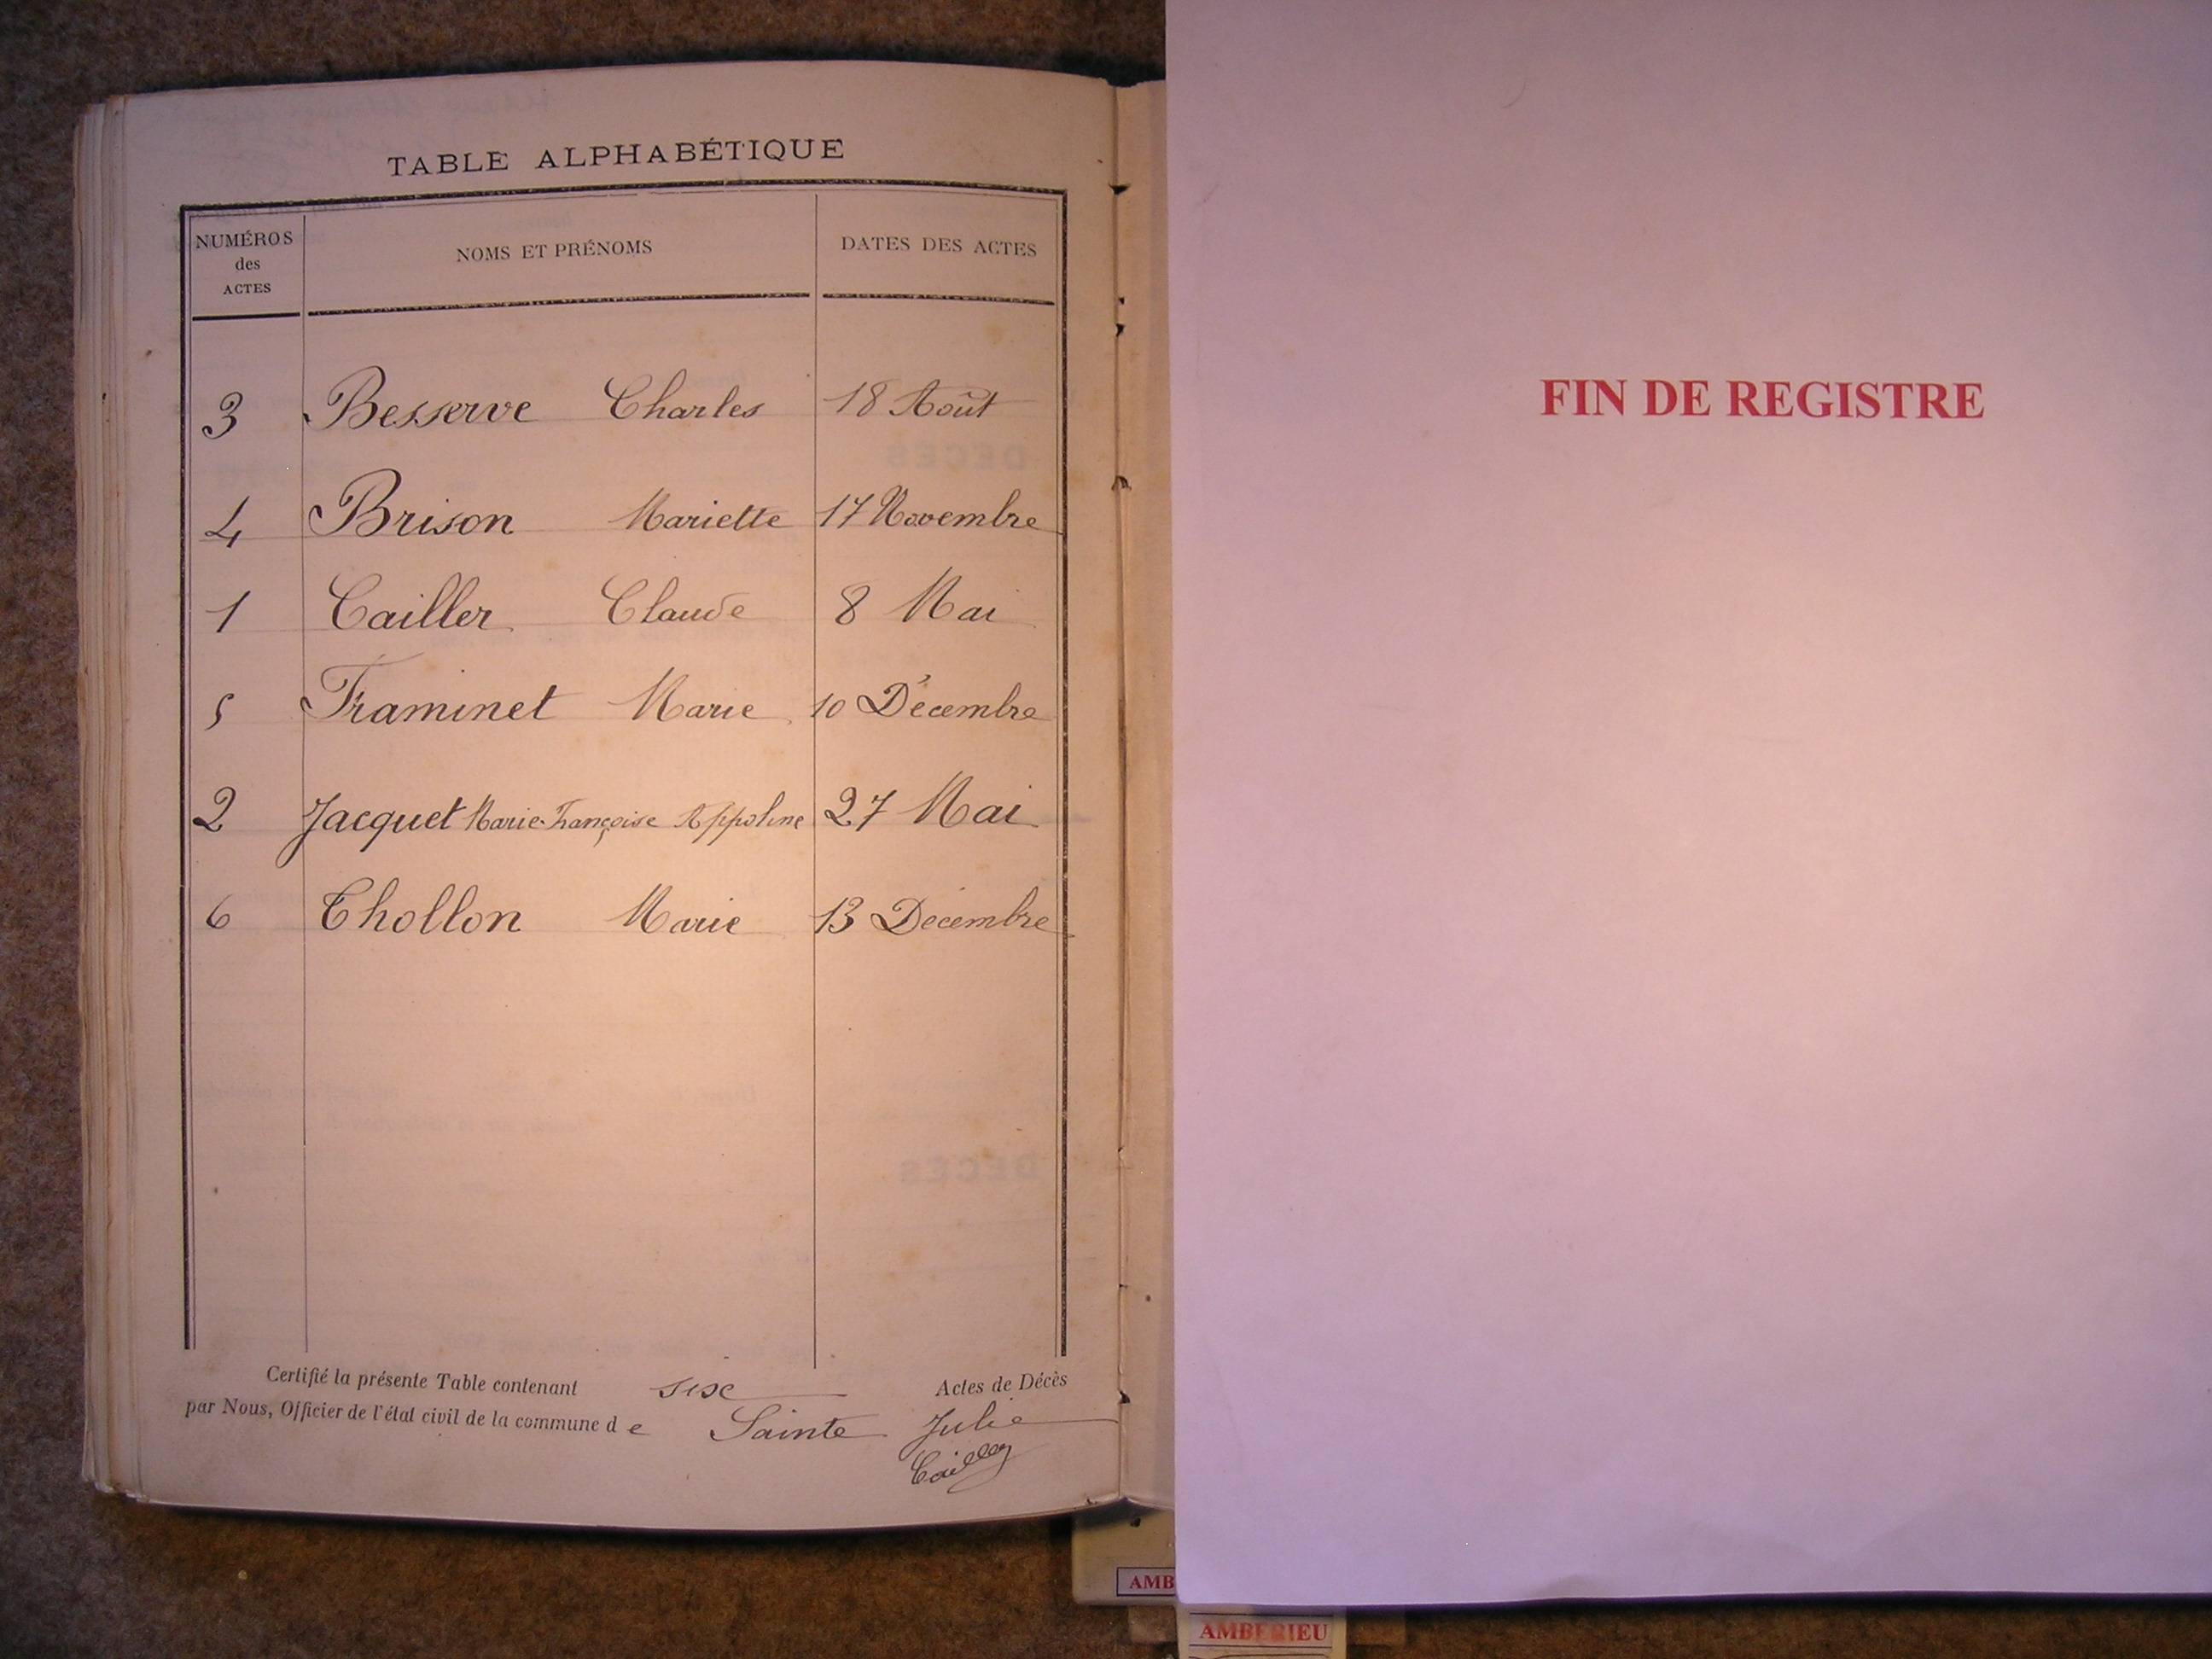 TABLE ALPHABÉTIQUE
NUMÉROS des ACTES NOMS ET PRÉNOMS DATES DES ACTES
3 Besserve Charles 18 Août
4 Brison Mariette 17 Novembre
1 Cailler Claude 8 Mai
5 Framinet Marie 10 Décembre
2 Jacquet Marie-Françoise Appoline 27 Mai
6 Thollon Marie 13 Décembre
Certifié la présente Table contenant six Actes de Décès
par Nous, Officier de l'état civil de la commune de Sainte Julie
FIN DE REGISTRE
AMB
AMBERIEU